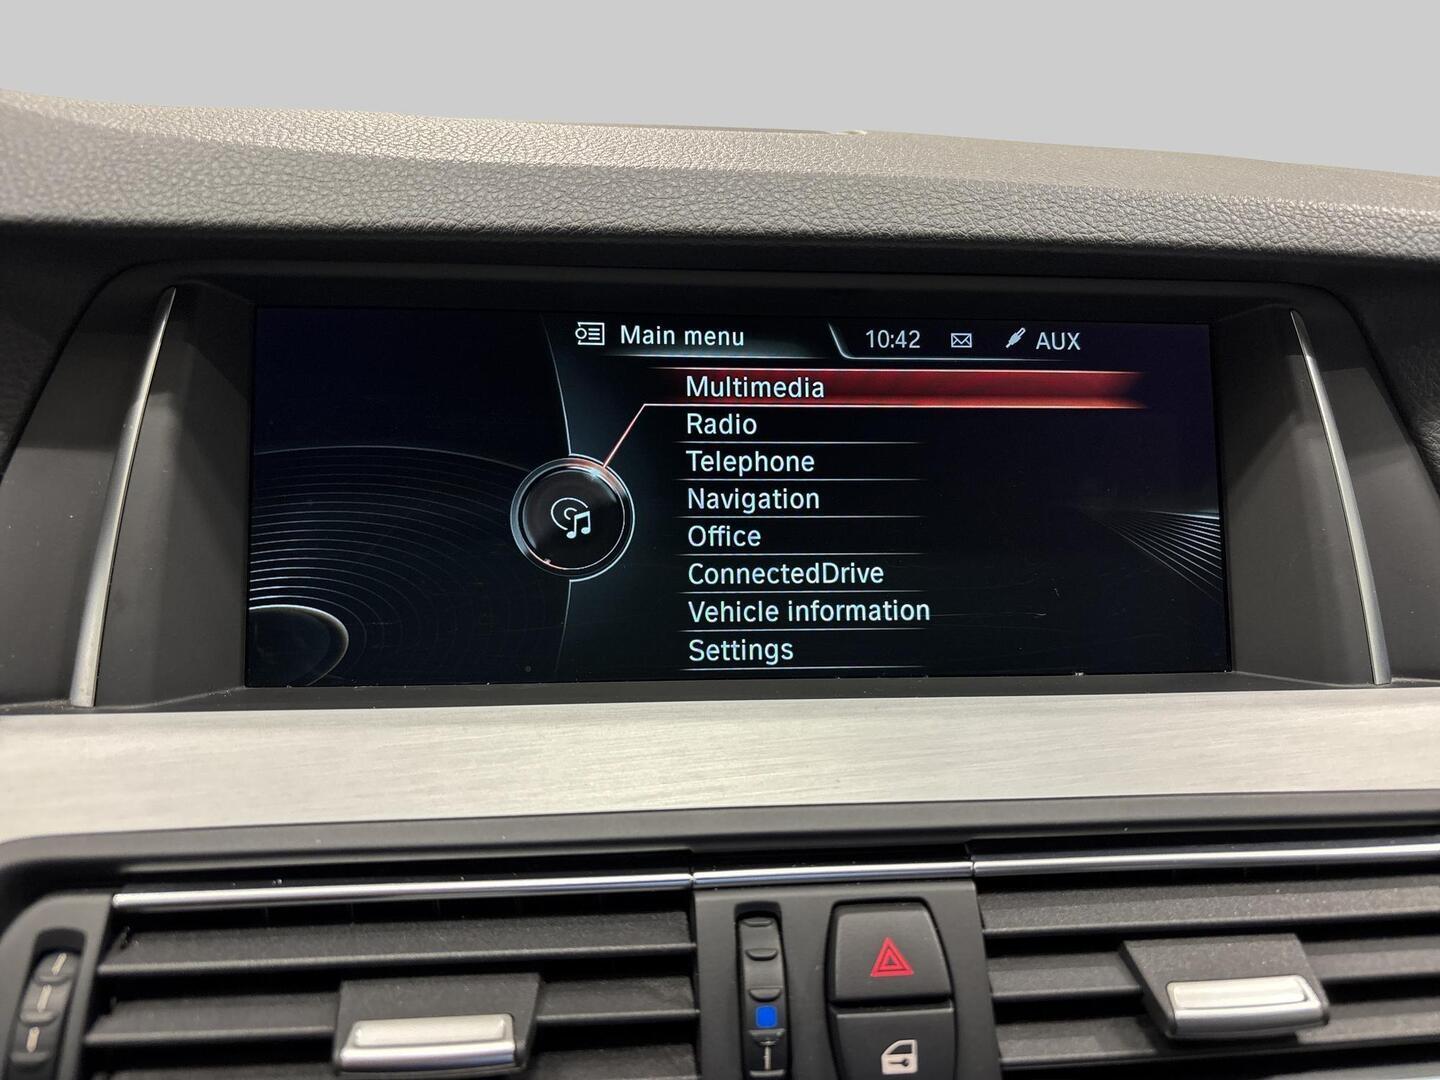 Main menu
10:42
AUX
Multimedia
Radio
Telephone
Navigation
Office
ConnectedDrive
Vehicle information
Settings